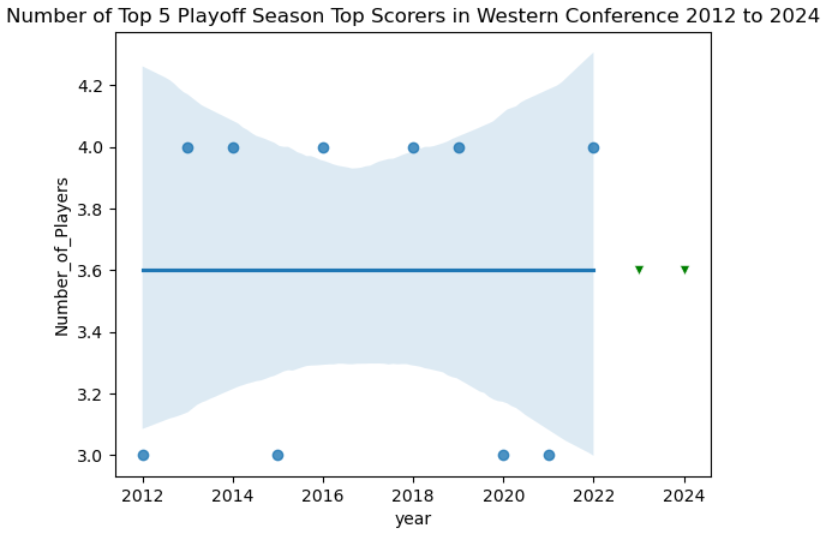 Number of Top 5 Playoff Season Top Scorers in Western Conference 2012 to 2024
4.2
4.0
3.8
3.6
3.4
3.2
3.0
Number_of_Players
2012 2014 2016 2018 2020 2022 2024
year